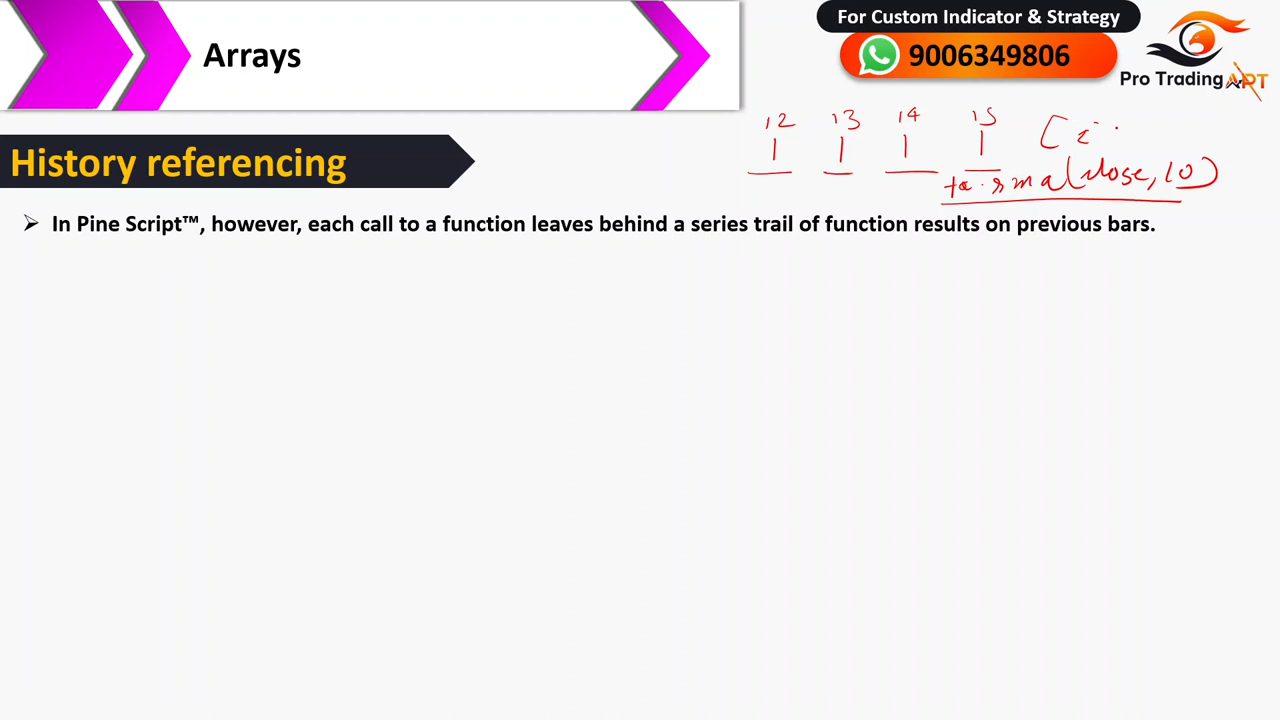 For Custom Indicator & Strategy
Arrays
9006349806
Pro Trading ART
12 13 14 15
History referencing
ta.sma(close,10)
➢ In Pine Script™, however, each call to a function leaves behind a series trail of function results on previous bars.